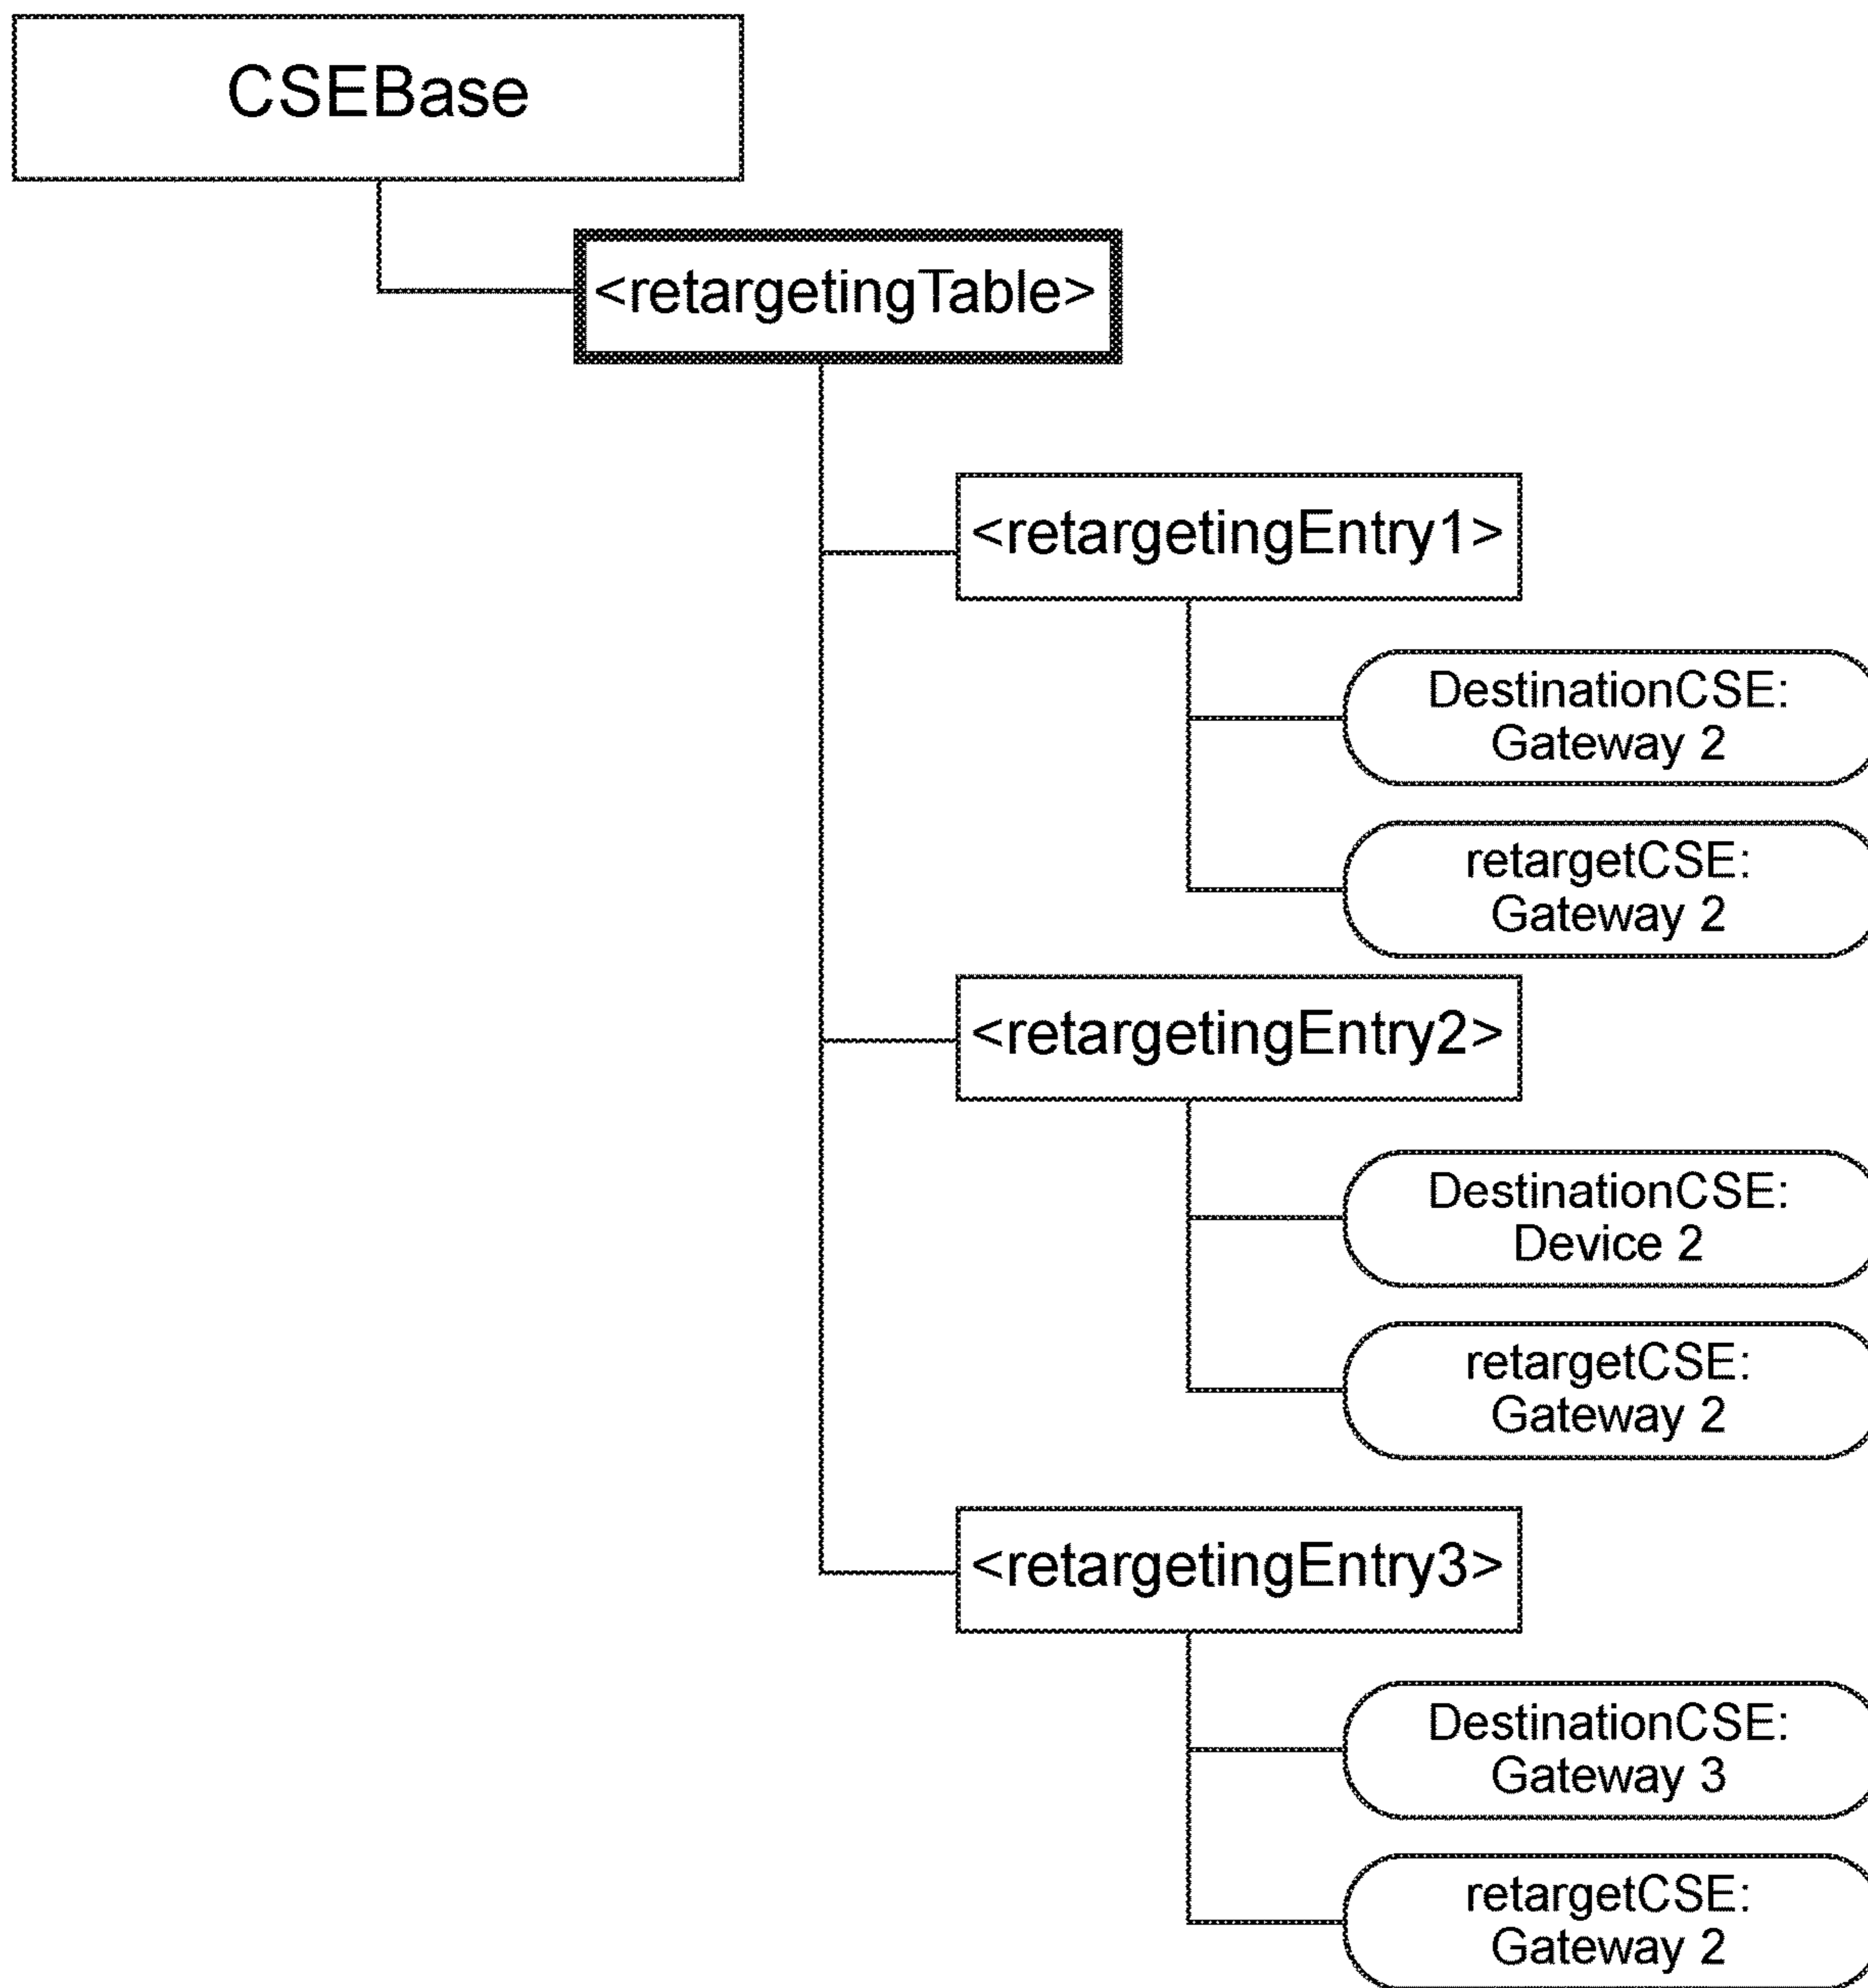 CSEBase
<retargetingTable>
<retargetingEntry1>
DestinationCSE:
Gateway 2
retargetCSE:
Gateway 2
<retargetingEntry2>
DestinationCSE:
Device 2
retargetCSE:
Gateway 2
<retargetingEntry3>
DestinationCSE:
Gateway 3
retargetCSE:
Gateway 2